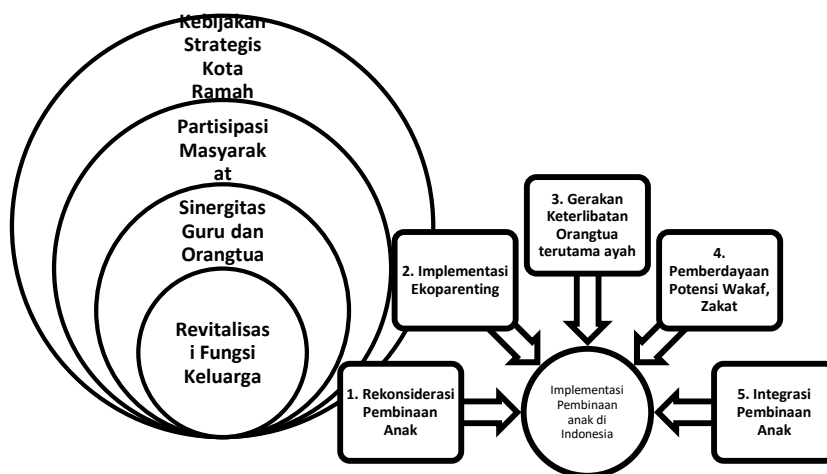 Kebijakan
Strategis
Kota
Ramah
Partisipasi
Masyarak
at
Sinergitas
Guru dan
Orangtua
Revitalisas
i Fungsi
Keluarga
1. Rekonsiderasi
Pembinaan
Anak
2. Implementasi
Ekoparenting
3. Gerakan
Keterlibatan
Orangtua
terutama ayah
4.
Pemberdayaan
Potensi Wakaf,
Zakat
5. Integrasi
Pembinaan
Anak
Implementasi
Pembinaan
anak di
Indonesia